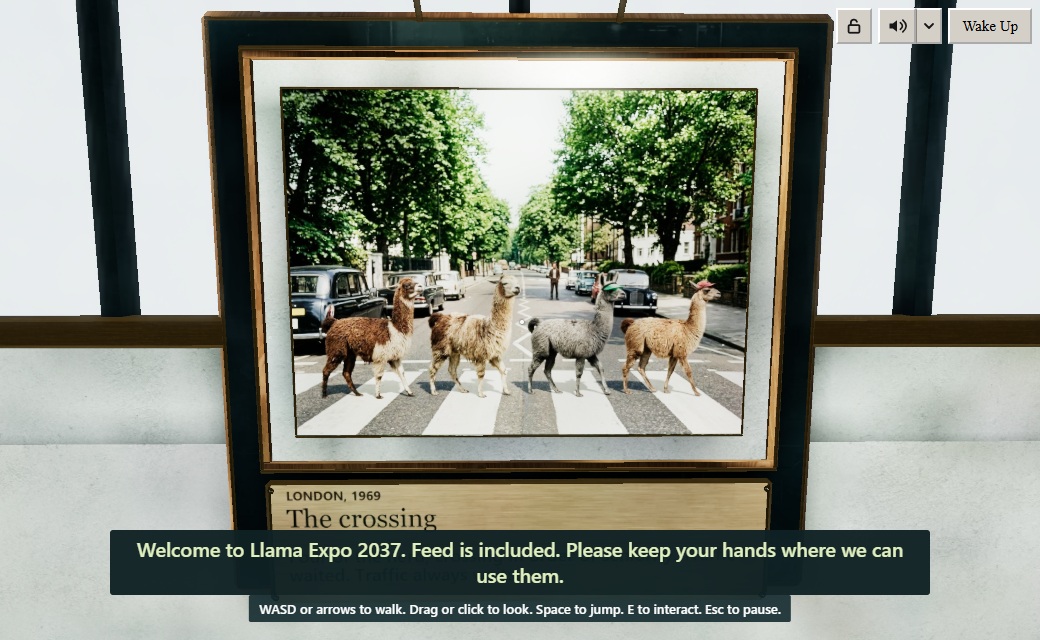 Wake Up
LONDON, 1969
The crossing
Welcome to Llama Expo 2037. Feed is included. Please keep your hands where we can
use them.
WASD or arrows to walk. Drag or click to look. Space to jump. E to interact. Esc to pause.